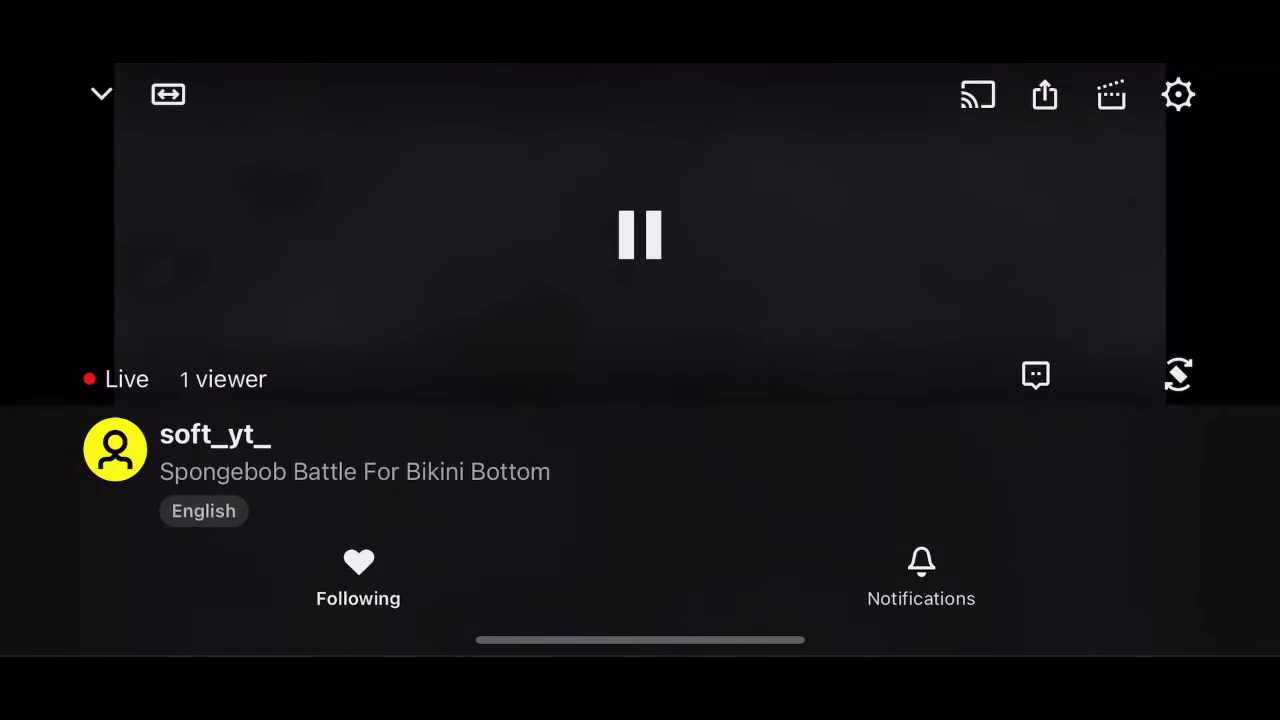 Live 1 viewer
soft_yt_
Spongebob Battle For Bikini Bottom
English
Following
Notifications